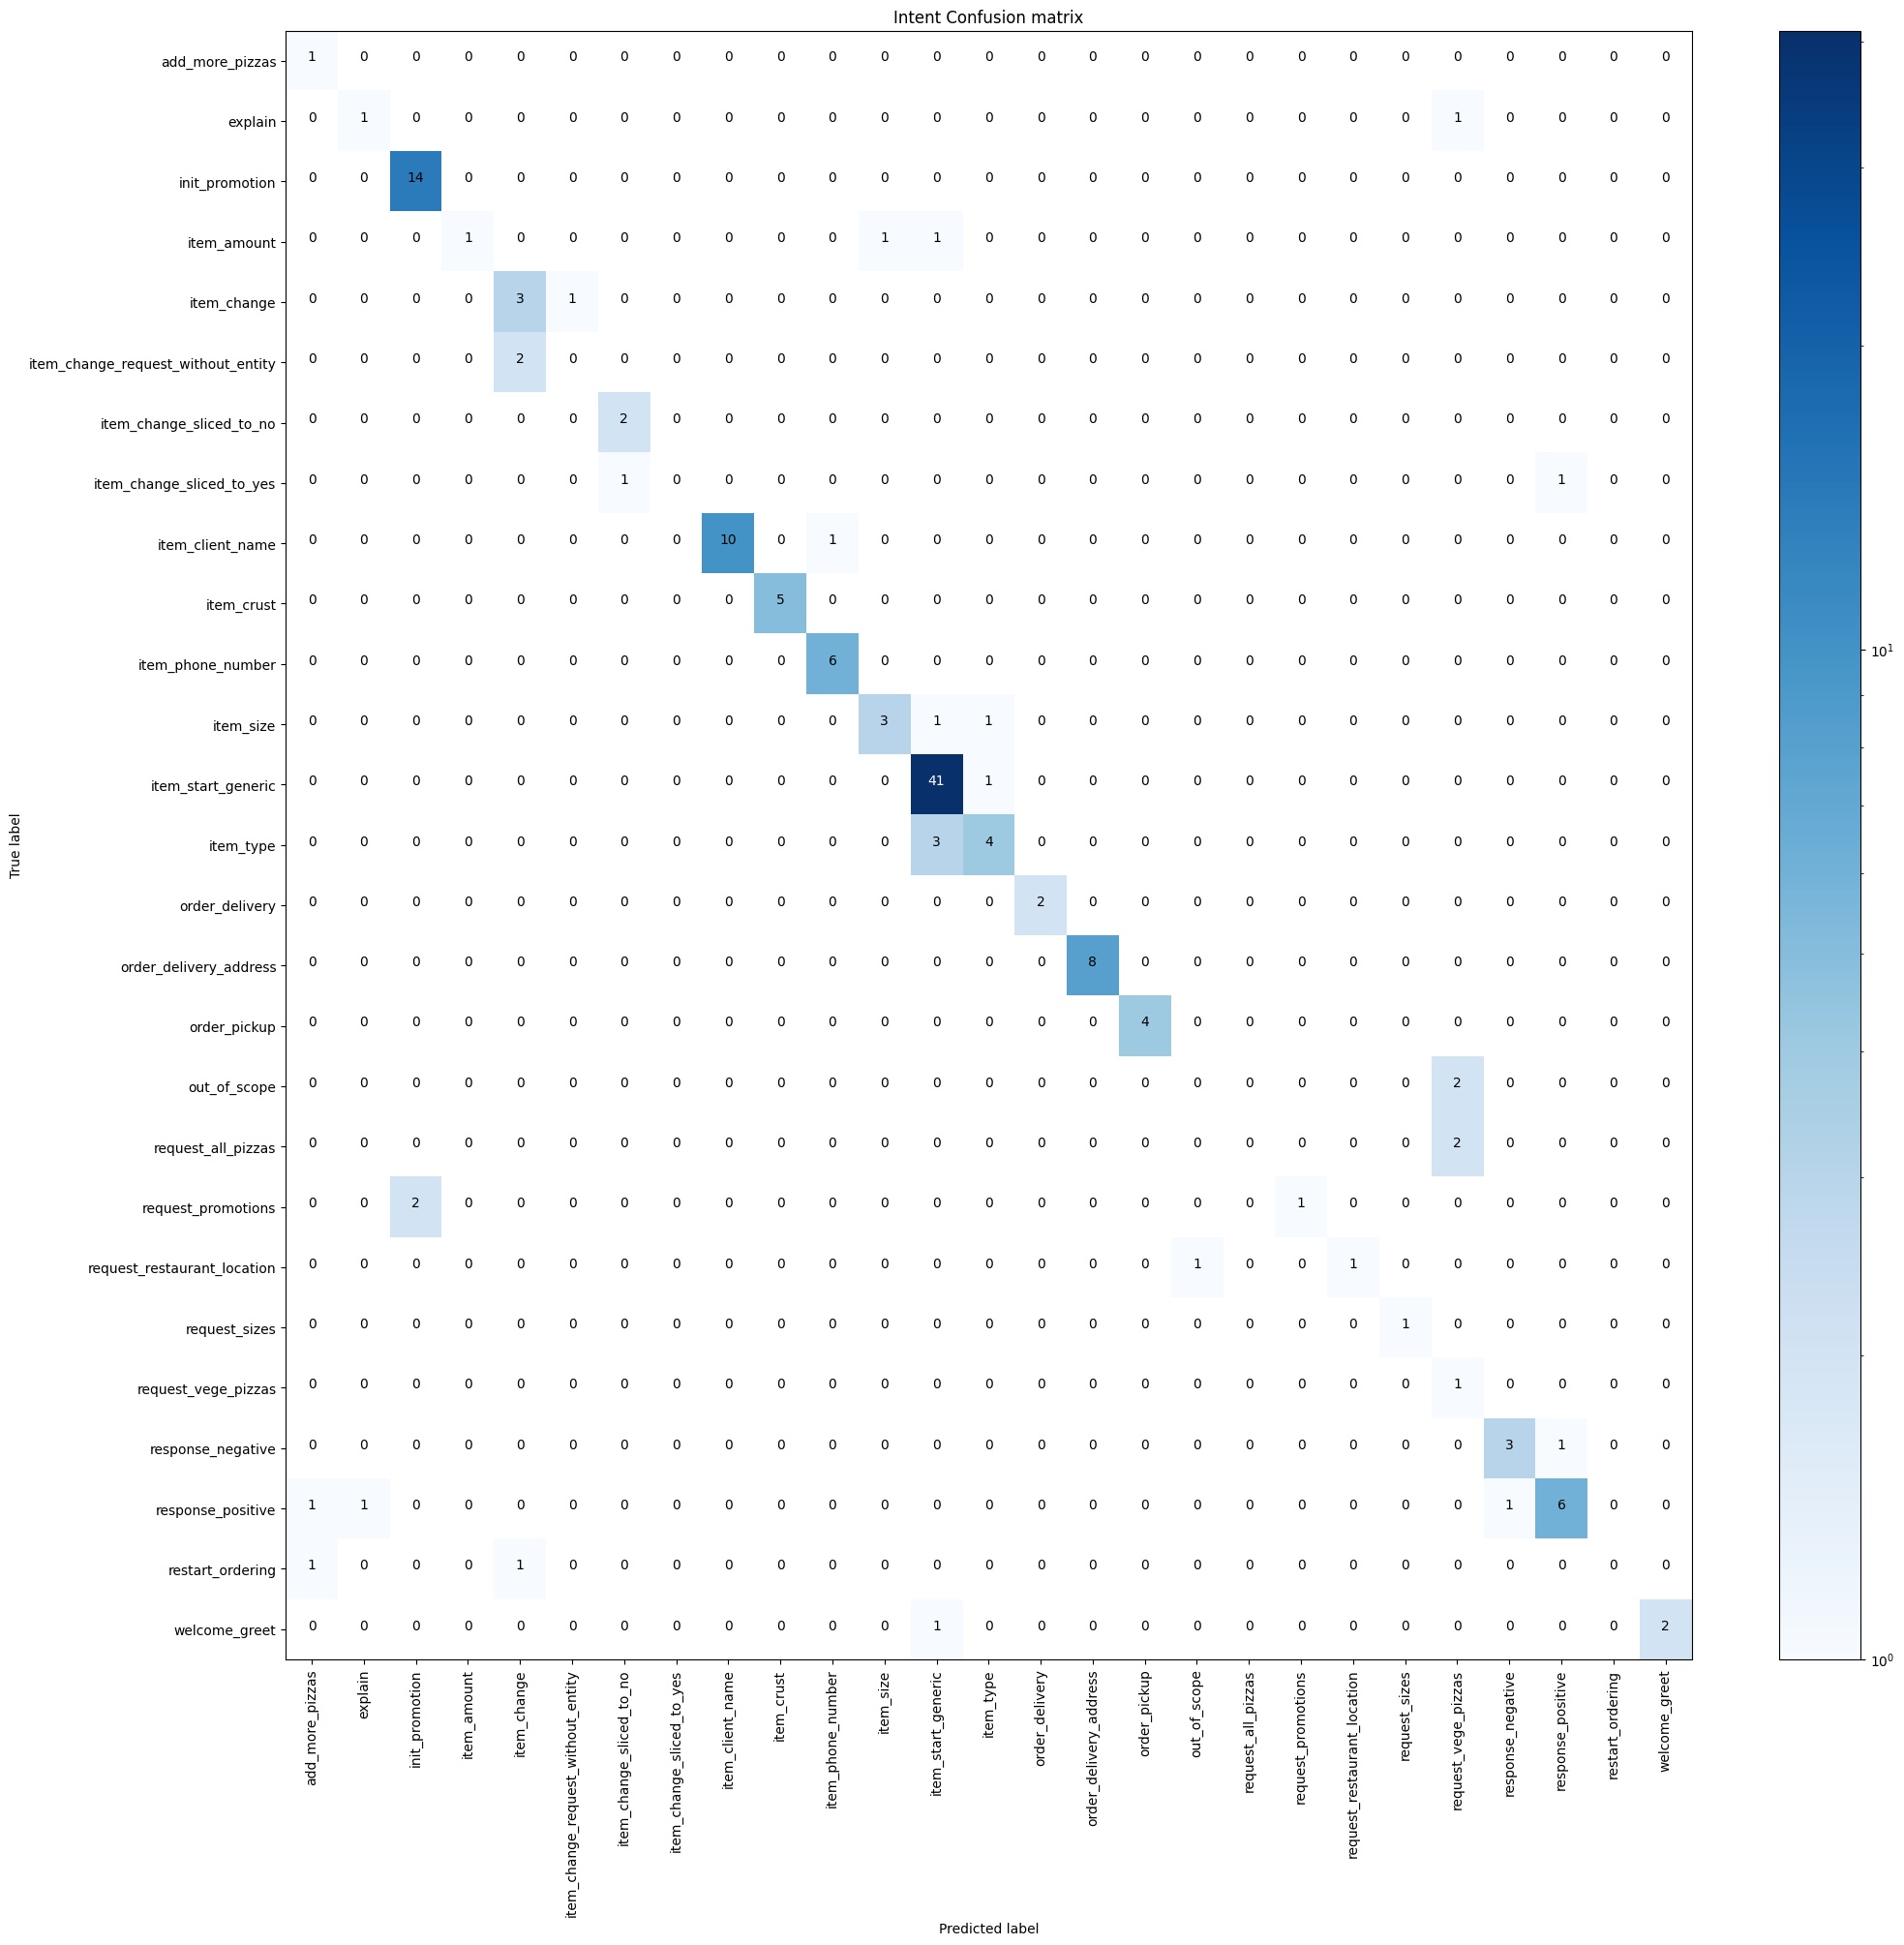 Intent Confusion matrix
add_more_pizzas 1 0 0 0 0 0 0 0 0 0 0 0 0 0 0 0 0 0 0 0 0 0 0 0 0 0 0
explain 0 1 0 0 0 0 0 0 0 0 0 0 0 0 0 0 0 0 0 0 0 0 1 0 0 0 0
init_promotion 0 0 14 0 0 0 0 0 0 0 0 0 0 0 0 0 0 0 0 0 0 0 0 0 0 0 0
item_amount 0 0 0 1 0 0 0 0 0 0 0 1 1 0 0 0 0 0 0 0 0 0 0 0 0 0 0
item_change 0 0 0 0 3 1 0 0 0 0 0 0 0 0 0 0 0 0 0 0 0 0 0 0 0 0 0
item_change_request_without_entity 0 0 0 0 2 0 0 0 0 0 0 0 0 0 0 0 0 0 0 0 0 0 0 0 0 0 0
item_change_sliced_to_no 0 0 0 0 0 0 2 0 0 0 0 0 0 0 0 0 0 0 0 0 0 0 0 0 0 0 0
item_change_sliced_to_yes 0 0 0 0 0 0 1 0 0 0 0 0 0 0 0 0 0 0 0 0 0 0 0 0 1 0 0
item_client_name 0 0 0 0 0 0 0 0 10 0 1 0 0 0 0 0 0 0 0 0 0 0 0 0 0 0 0
item_crust 0 0 0 0 0 0 0 0 0 5 0 0 0 0 0 0 0 0 0 0 0 0 0 0 0 0 0
item_phone_number 0 0 0 0 0 0 0 0 0 0 6 0 0 0 0 0 0 0 0 0 0 0 0 0 0 0 0
10¹
item_size 0 0 0 0 0 0 0 0 0 0 0 3 1 1 0 0 0 0 0 0 0 0 0 0 0 0 0
item_start_generic 0 0 0 0 0 0 0 0 0 0 0 0 41 1 0 0 0 0 0 0 0 0 0 0 0 0 0
True label
item_type 0 0 0 0 0 0 0 0 0 0 0 0 3 4 0 0 0 0 0 0 0 0 0 0 0 0 0
order_delivery 0 0 0 0 0 0 0 0 0 0 0 0 0 0 2 0 0 0 0 0 0 0 0 0 0 0 0
order_delivery_address 0 0 0 0 0 0 0 0 0 0 0 0 0 0 0 8 0 0 0 0 0 0 0 0 0 0 0
order_pickup 0 0 0 0 0 0 0 0 0 0 0 0 0 0 0 0 4 0 0 0 0 0 0 0 0 0 0
out_of_scope 0 0 0 0 0 0 0 0 0 0 0 0 0 0 0 0 0 0 0 0 0 0 2 0 0 0 0
request_all_pizzas 0 0 0 0 0 0 0 0 0 0 0 0 0 0 0 0 0 0 0 0 0 0 2 0 0 0 0
request_promotions 0 0 2 0 0 0 0 0 0 0 0 0 0 0 0 0 0 0 0 1 0 0 0 0 0 0 0
request_restaurant_location 0 0 0 0 0 0 0 0 0 0 0 0 0 0 0 0 0 1 0 0 1 0 0 0 0 0 0
request_sizes 0 0 0 0 0 0 0 0 0 0 0 0 0 0 0 0 0 0 0 0 0 1 0 0 0 0 0
request_vege_pizzas 0 0 0 0 0 0 0 0 0 0 0 0 0 0 0 0 0 0 0 0 0 0 1 0 0 0 0
response_negative 0 0 0 0 0 0 0 0 0 0 0 0 0 0 0 0 0 0 0 0 0 0 0 3 1 0 0
response_positive 1 1 0 0 0 0 0 0 0 0 0 0 0 0 0 0 0 0 0 0 0 0 0 1 6 0 0
restart_ordering 1 0 0 0 1 0 0 0 0 0 0 0 0 0 0 0 0 0 0 0 0 0 0 0 0 0 0
welcome_greet 0 0 0 0 0 0 0 0 0 0 0 0 1 0 0 0 0 0 0 0 0 0 0 0 0 0 2
10⁰
add_more_pizzas
explain
init_promotion
item_amount
item_change
item_change_request_without_entity
item_change_sliced_to_no
item_change_sliced_to_yes
item_client_name
item_crust
item_phone_number
item_size
item_start_generic
item_type
order_delivery
order_delivery_address
order_pickup
out_of_scope
request_all_pizzas
request_promotions
request_restaurant_location
request_sizes
request_vege_pizzas
response_negative
response_positive
restart_ordering
welcome_greet
Predicted label